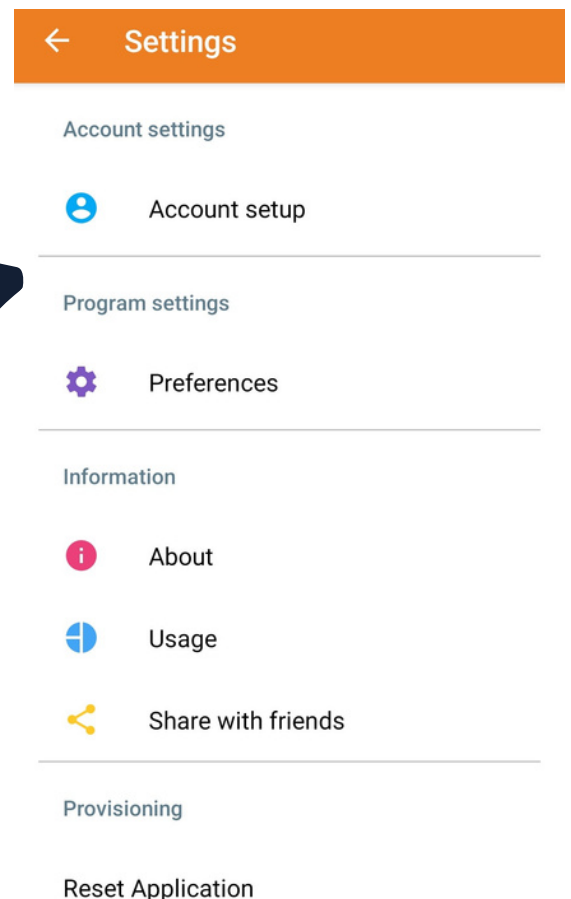 Settings
Account settings
Account setup
Program settings
Preferences
Information
About
Usage
Share with friends
Provisioning
Reset Application